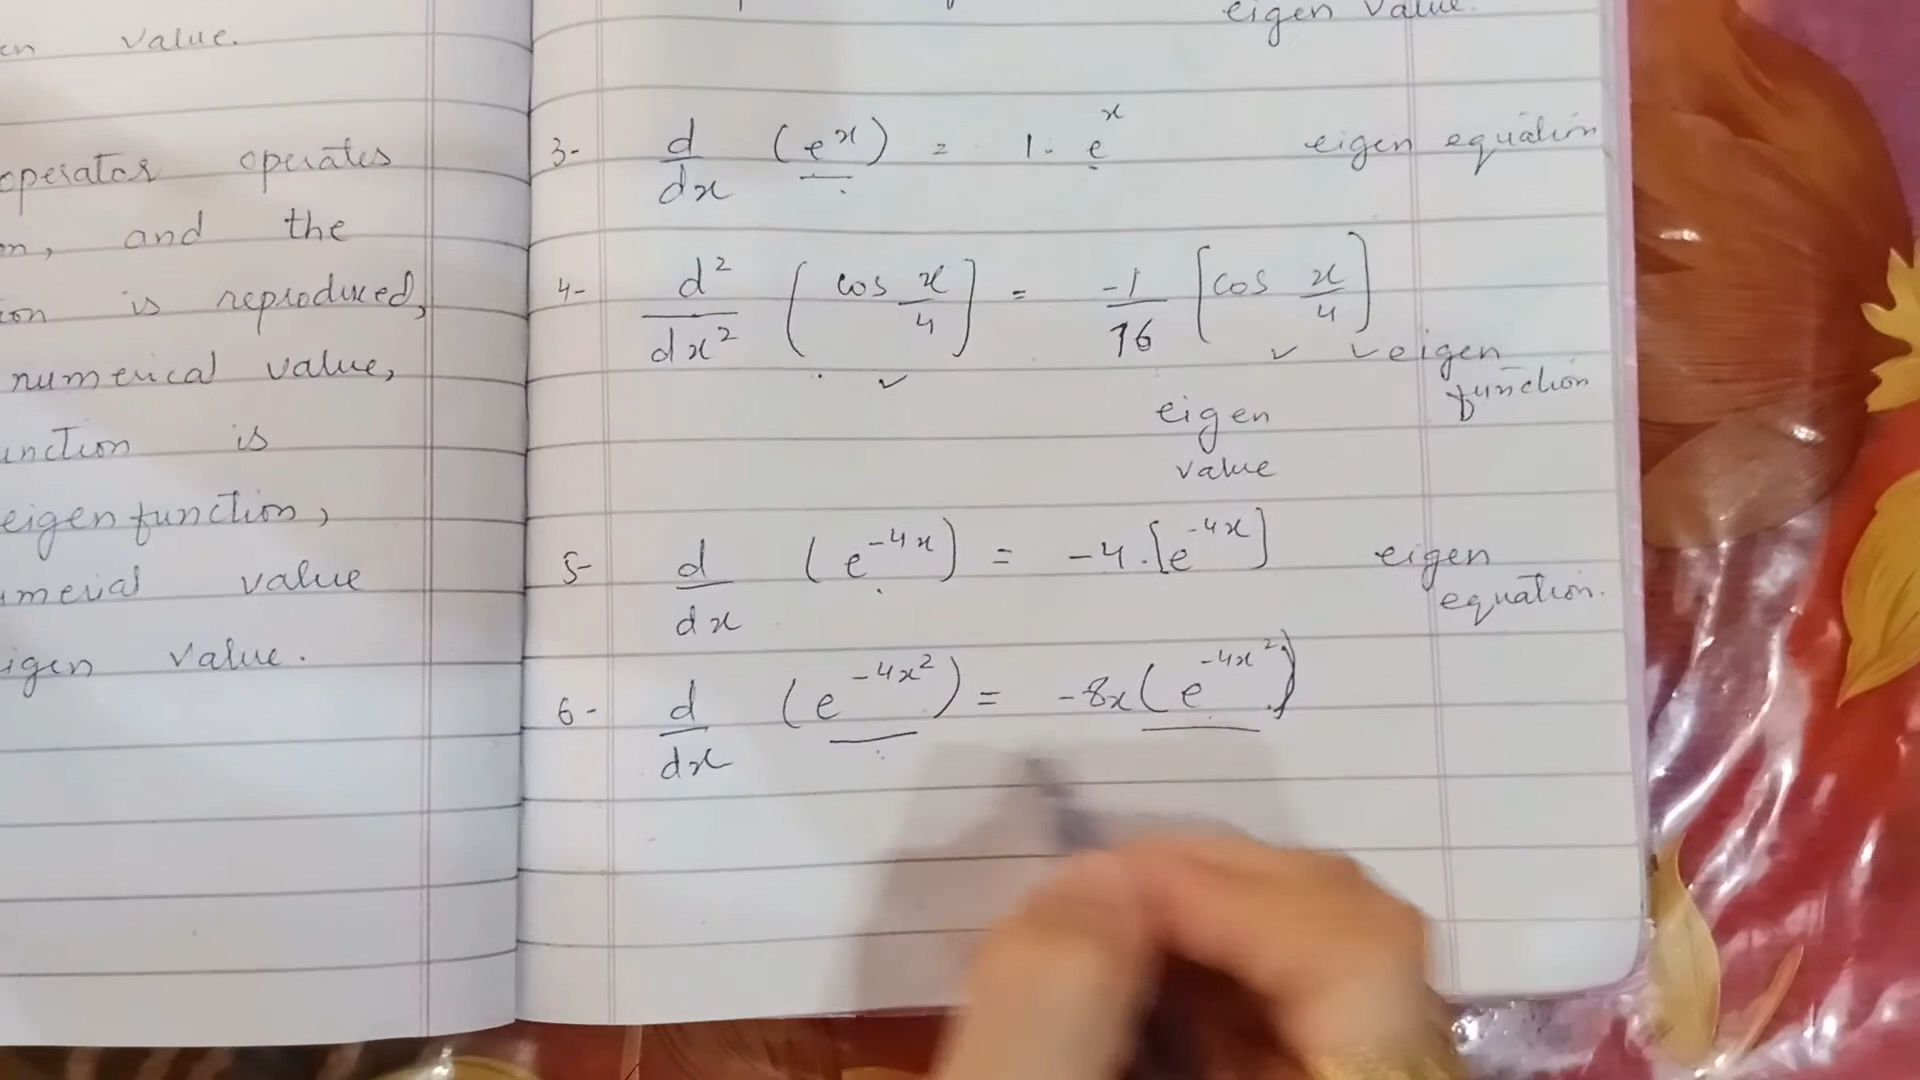 value.
operator operates
and the
is reproduced,
numerical value,
is
eigenfunction,
value
value.
eigen value.
3- d/dx (e^x) = 1. e^x eigen equation
4- d²/dx² (cos x/4] = -1/16 [cos x/4]
eigen
function
eigen
value
5- d/dx (e^-4x) = -4.[e^-4x] eigen
equation.
6- d/dx (e^-4x²) = -8x(e^-4x²)